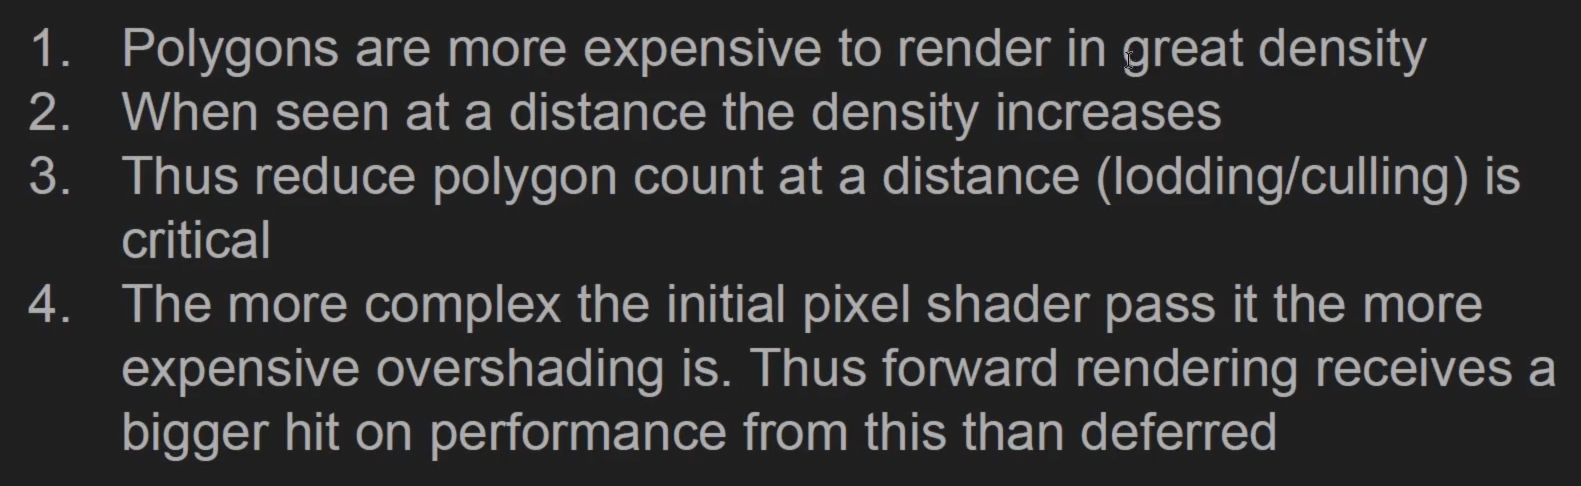 1. Polygons are more expensive to render in great density
2. When seen at a distance the density increases
3. Thus reduce polygon count at a distance (lodding/culling) is
critical
4. The more complex the initial pixel shader pass it the more
expensive overshading is. Thus forward rendering receives a
bigger hit on performance from this than deferred